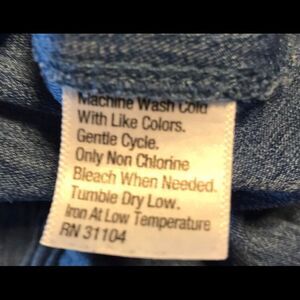 Machine Wash Cold
With Like Colors.
Gentle Cycle.
Only Non Chlorine
Bleach When Needed.
Tumble Dry Low.
Iron At Low Temperature
RN 31104